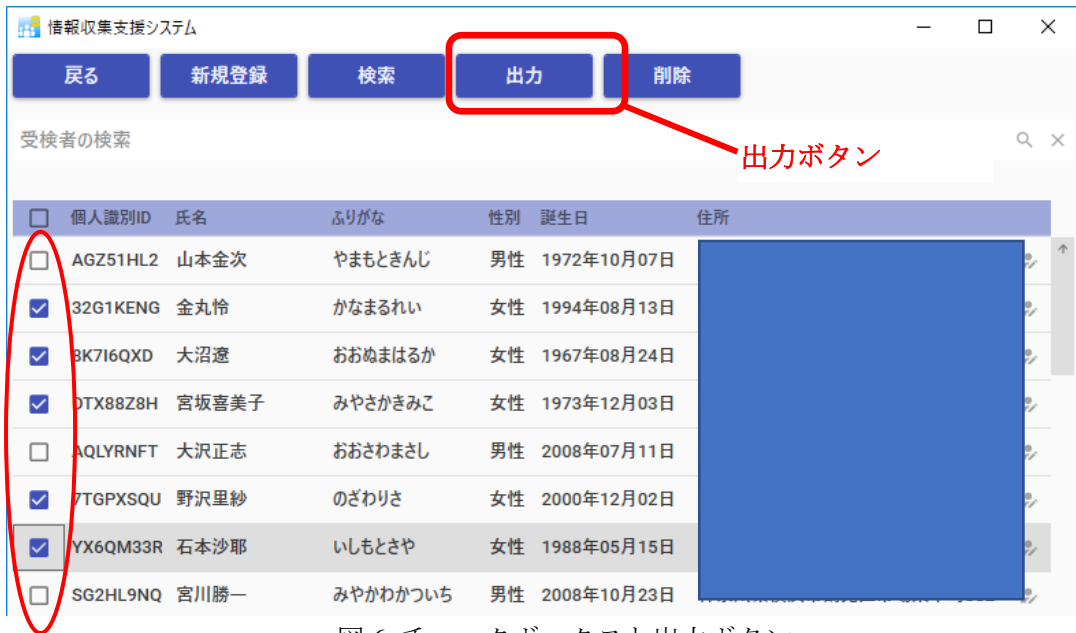 情報収集支援システム
戻る 新規登録 検索 出力 削除
受検者の検索
出力ボタン
個人識別ID 氏名 ふりがな 性別 誕生日 住所
AGZ51HL2 山本金次 やまもときんじ 男性 1972年10月07日
32G1KENG 金丸怜 かなまるれい 女性 1994年08月13日
8K7I6QXD 大沼遼 おおぬまはるか 女性 1967年08月24日
DTX88Z8H 宮坂喜美子 みやさかきみこ 女性 1973年12月03日
AQLYRNFT 大沢正志 おおさわまさし 男性 2008年07月11日
7TGPXSQU 野沢里紗 のざわりさ 女性 2000年12月02日
YX6QM33R 石本沙耶 いしもとさや 女性 1988年05月15日
SG2HL9NQ 宮川勝一 みやかわかついち 男性 2008年10月23日